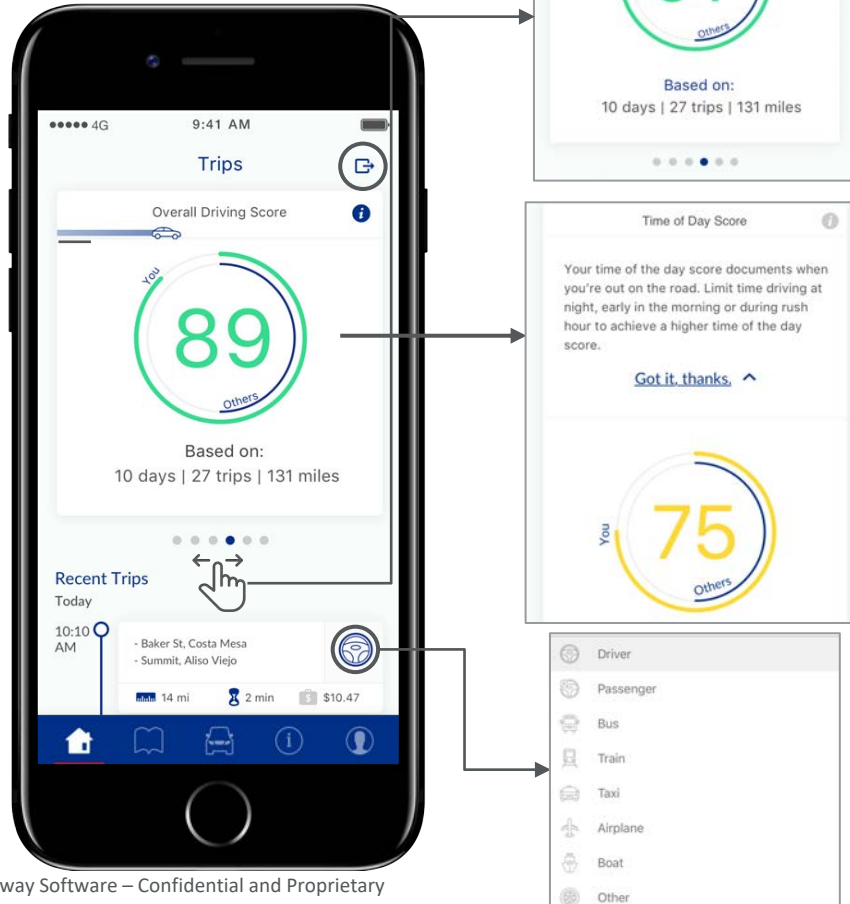 4G
9:41 AM
Trips
Overall Driving Score
i
You
89
Others
Based on:
10 days | 27 trips | 131 miles
Recent Trips
Today
10:10
AM
- Baker St, Costa Mesa
- Summit, Aliso Viejo
14 mi
2 min
$
$10.47
i
Others
Based on:
10 days | 27 trips | 131 miles
Time of Day Score
i
Your time of the day score documents when
you're out on the road. Limit time driving at
night, early in the morning or during rush
hour to achieve a higher time of the day
score.
Got it, thanks.
You
75
Others
Driver
Passenger
Bus
Train
Taxi
Airplane
Boat
Other
way Software – Confidential and Proprietary